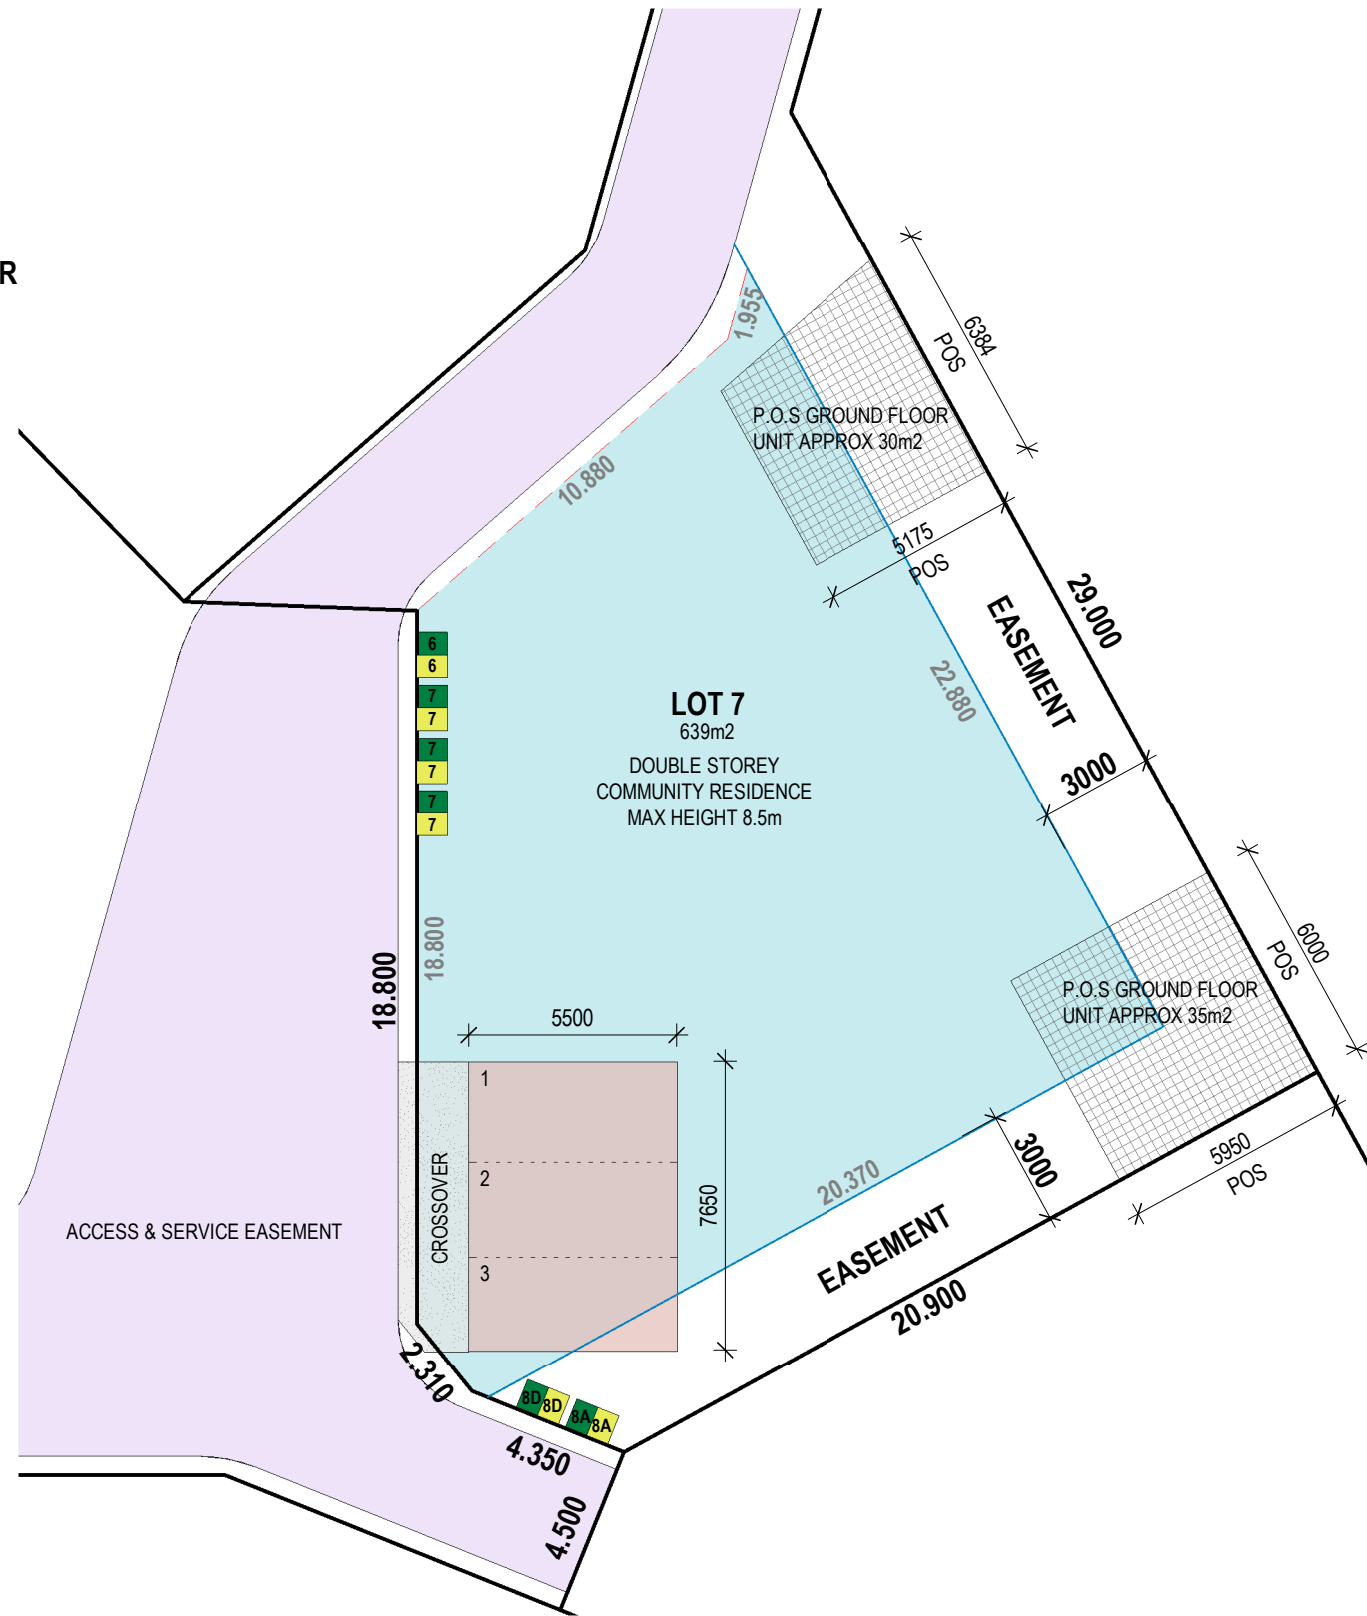 R
6384
POS
1.955
P.O.S GROUND FLOOR
UNIT APPROX 30m2
10.880
5175
POS
29.000
EASEMENT
6
6
7
7
7
7
7
7
22.880
LOT 7
639m2
DOUBLE STOREY
COMMUNITY RESIDENCE
MAX HEIGHT 8.5m
3000
18.800
18.800
6000
POS
P.O.S GROUND FLOOR
UNIT APPROX 35m2
5500
1
2
3
CROSSOVER
7650
3000
5950
POS
20.370
ACCESS & SERVICE EASEMENT
EASEMENT
20.900
2.310
8D
8D
8A
8A
4.350
4.500